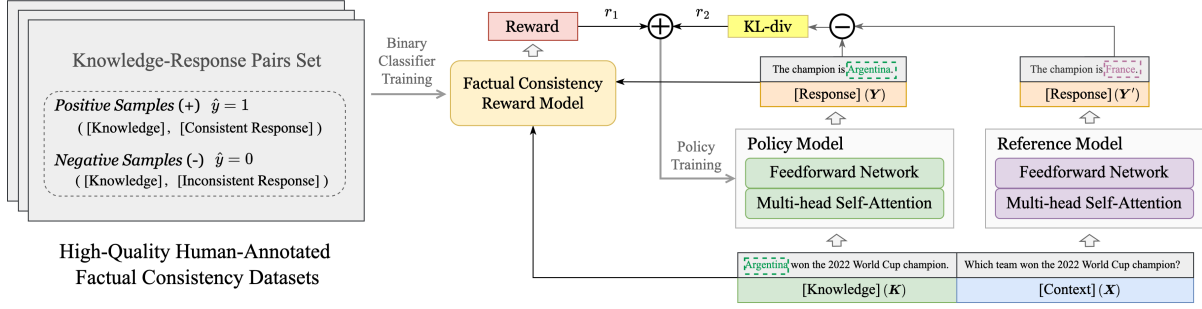 Knowledge-Response Pairs Set
Positive Samples (+) ŷ = 1
( [Knowledge] , [Consistent Response] )
Negative Samples (-) ŷ = 0
( [Knowledge] , [Inconsistent Response] )
High-Quality Human-Annotated
Factual Consistency Datasets
Binary
Classifier
Training
Reward
Factual Consistency
Reward Model
r₁
r₂
KL-div
Policy
Training
The champion is Argentina.
[Response] (Y)
Policy Model
Feedforward Network
Multi-head Self-Attention
The champion is France.
[Response] (Y′)
Reference Model
Feedforward Network
Multi-head Self-Attention
Argentina won the 2022 World Cup champion.
[Knowledge] (K)
Which team won the 2022 World Cup champion?
[Context] (X)